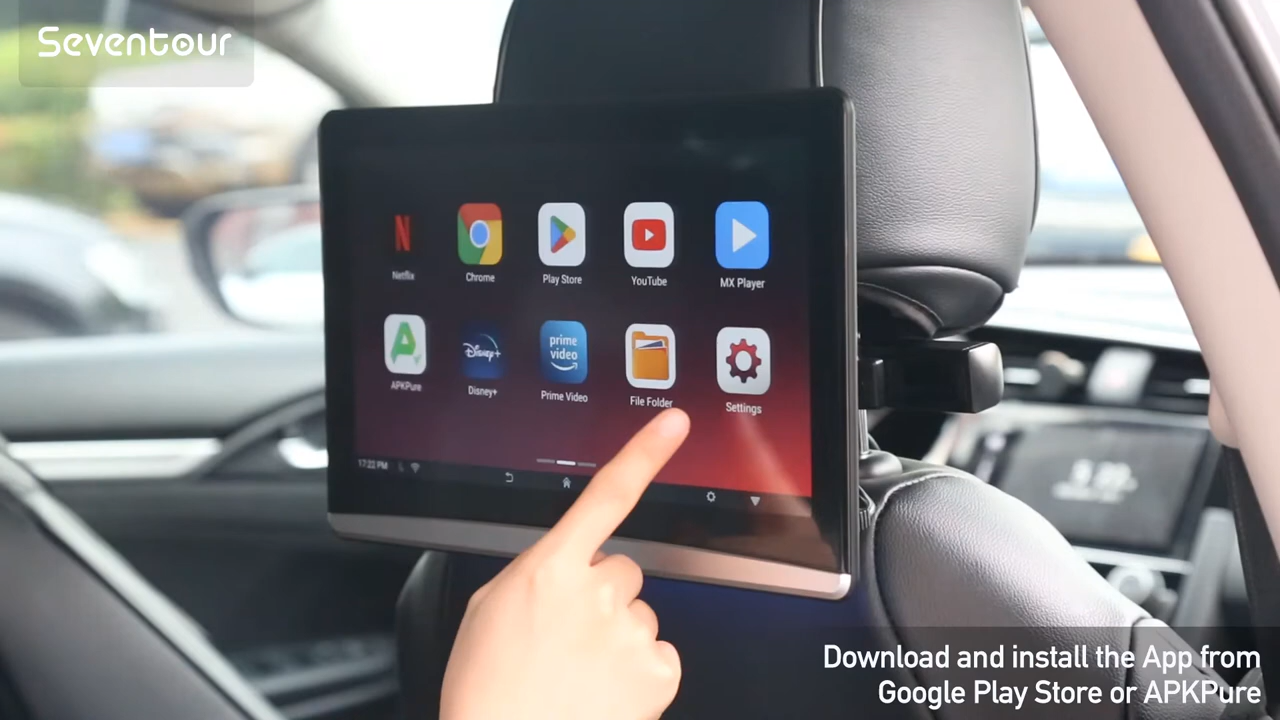 Seventour
N
Netflix
Chrome
Play Store
YouTube
MX Player
APKPure
Disney+
Disney+
prime
video
Prime Video
File Folder
Settings
17:22 PM
Download and install the App from
Google Play Store or APKPure